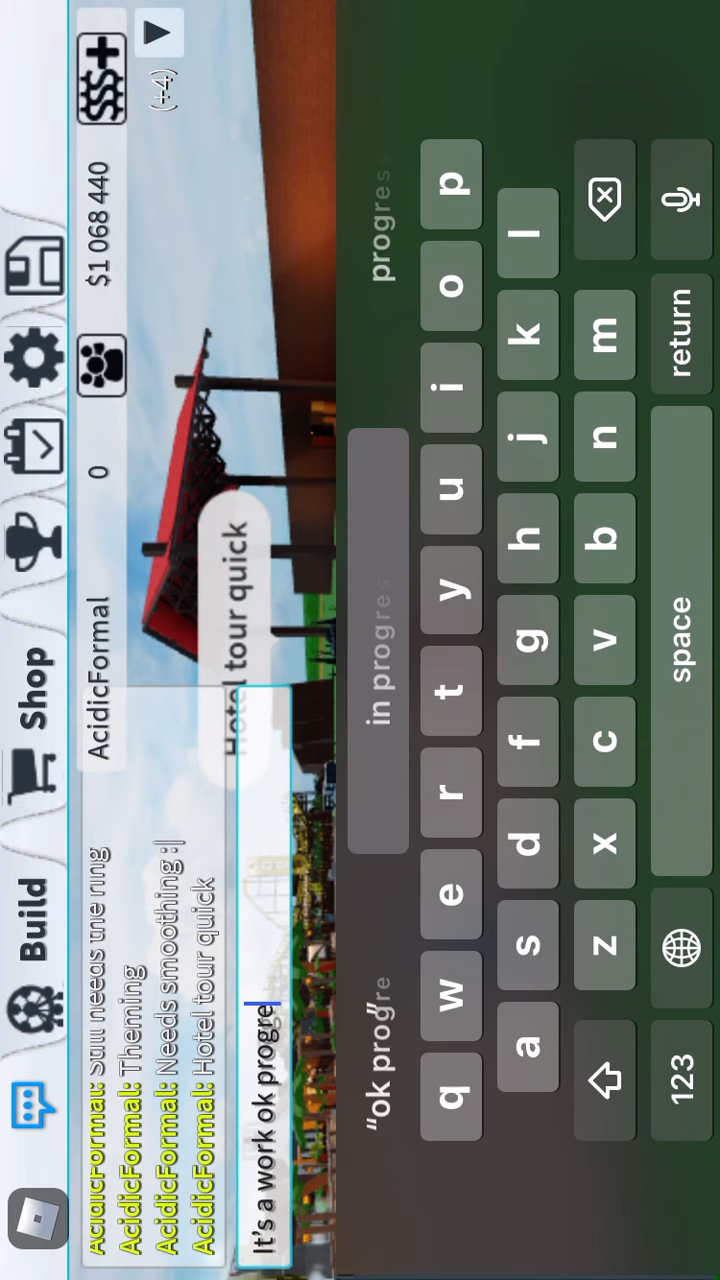 Build
Shop
AcidicFormal
0
$1 068 440
(+4)
AcidicFormal: Still needs the ring
AcidicFormal: Theming
AcidicFormal: Needs smoothing :|
AcidicFormal: Hotel tour quick
Hotel tour quick
It's a work ok progre
“ok progre”
in progres
progress
q w e r t y u i o p
a s d f g h j k l
z x c v b n m
123
space
return